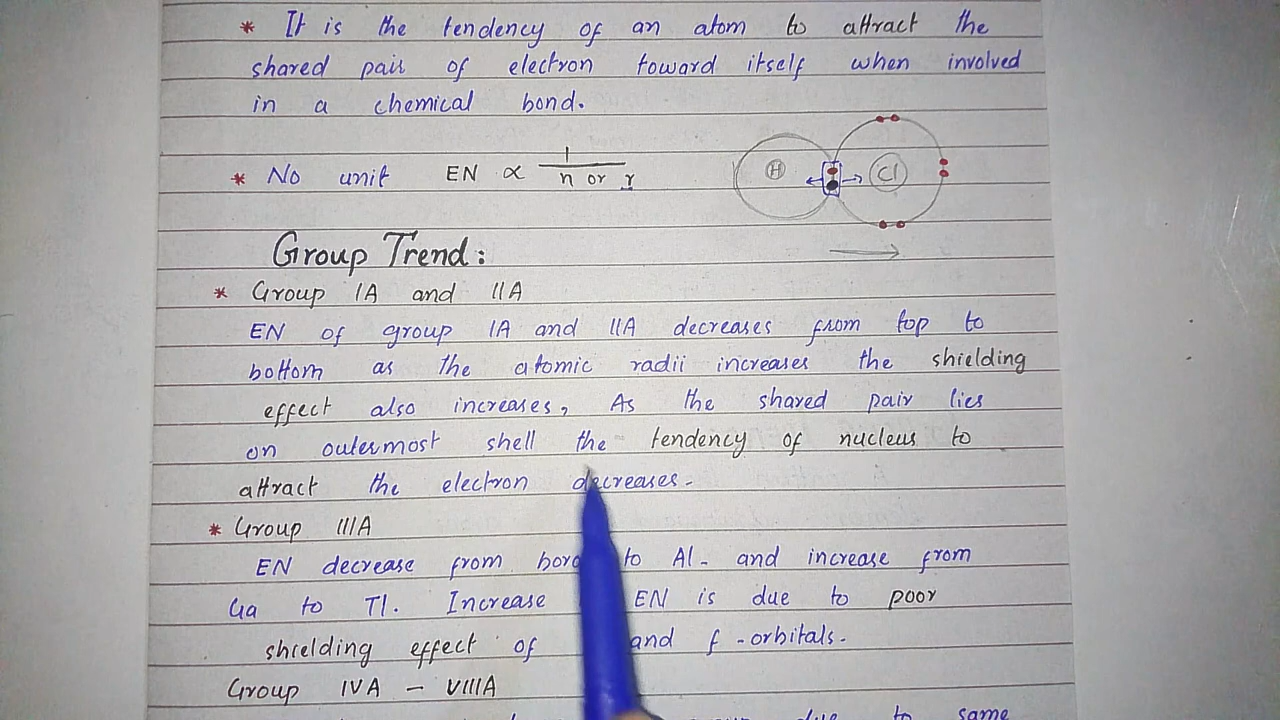 * It is the tendency of an atom to attract the
shared pair of electron toward itself when involved
in a chemical bond.
* No unit EN ∝ 1 / n or r
H Cl
Group Trend:
* Group IA and IIA
EN of group IA and IIA decreases from top to
bottom as the atomic radii increases the shielding
effect also increases, As the shared pair lies
on outermost shell the tendency of nucleus to
attract the electron decreases.
* Group IIIA
EN decrease from to Al. and increase from
Ga to Tl. Increase EN is due to poor
shielding effect of and f-orbitals.
Group IVA - VIIIA
due to same